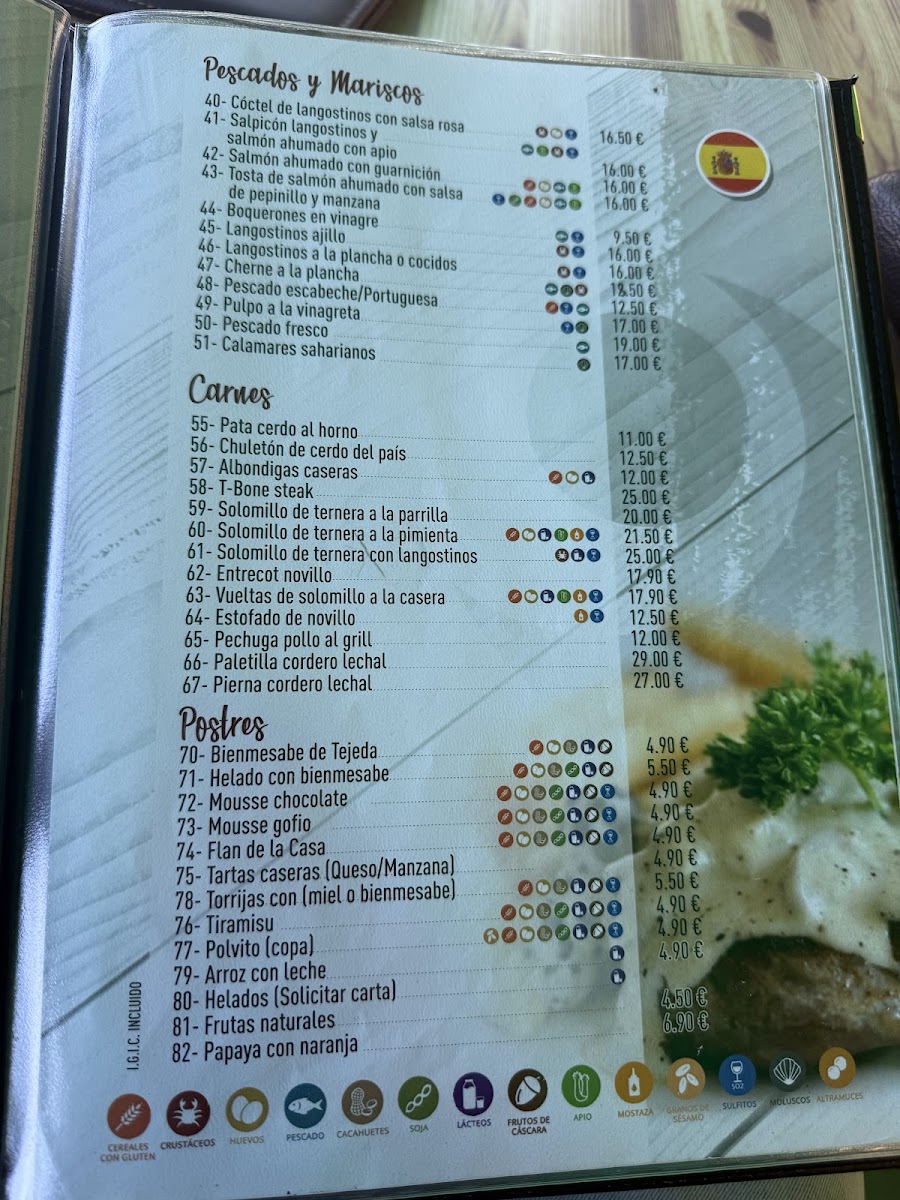 Pescados y Mariscos
40- Cóctel de langostinos con salsa rosa 16.50 €
41- Salpicón langostinos y
salmón ahumado con apio 16.00 €
42- Salmón ahumado con guarnición 16.00 €
43- Tosta de salmón ahumado con salsa
de pepinillo y manzana 16.00 €
44- Boquerones en vinagre 9.50 €
45- Langostinos ajillo 16.00 €
46- Langostinos a la plancha o cocidos 16.00 €
47- Cherne a la plancha 18.50 €
48- Pescado escabeche/Portuguesa 12.50 €
49- Pulpo a la vinagreta 17.00 €
50- Pescado fresco 19.00 €
51- Calamares saharianos 17.00 €
Carnes
55- Pata cerdo al horno 11.00 €
56- Chuletón de cerdo del país 12.50 €
57- Albondigas caseras 12.00 €
58- T-Bone steak 25.00 €
59- Solomillo de ternera a la parrilla 20.00 €
60- Solomillo de ternera a la pimienta 21.50 €
61- Solomillo de ternera con langostinos 25.00 €
62- Entrecot novillo 17.90 €
63- Vueltas de solomillo a la casera 17.90 €
64- Estofado de novillo 12.50 €
65- Pechuga pollo al grill 12.00 €
66- Paletilla cordero lechal 29.00 €
67- Pierna cordero lechal 27.00 €
Postres
70- Bienmesabe de Tejeda 4.90 €
71- Helado con bienmesabe 5.50 €
72- Mousse chocolate 4.90 €
73- Mousse gofio 4.90 €
74- Flan de la Casa 4.90 €
75- Tartas caseras (Queso/Manzana) 4.90 €
78- Torrijas con (miel o bienmesabe) 5.50 €
76- Tiramisu 4.90 €
77- Polvito (copa) 4.90 €
79- Arroz con leche 4.90 €
80- Helados (Solicitar carta)
81- Frutas naturales 4.50 €
82- Papaya con naranja 6.90 €
I.G.I.C. INCLUIDO
CEREALES CON GLUTEN
CRUSTÁCEOS
HUEVOS
PESCADO
CACAHUETES
SOJA
LÁCTEOS
FRUTOS DE CÁSCARA
APIO
MOSTAZA
GRANOS DE SÉSAMO
SO2
SULFITOS
MOLUSCOS
ALTRAMUCES